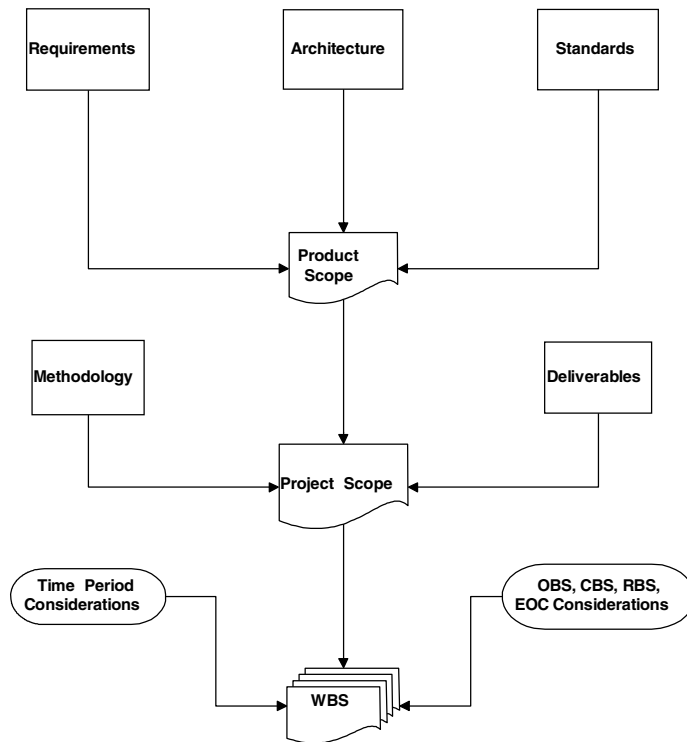 Requirements
Architecture
Standards
Product
Scope
Methodology
Deliverables
Project Scope
Time Period
Considerations
OBS, CBS, RBS,
EOC Considerations
WBS